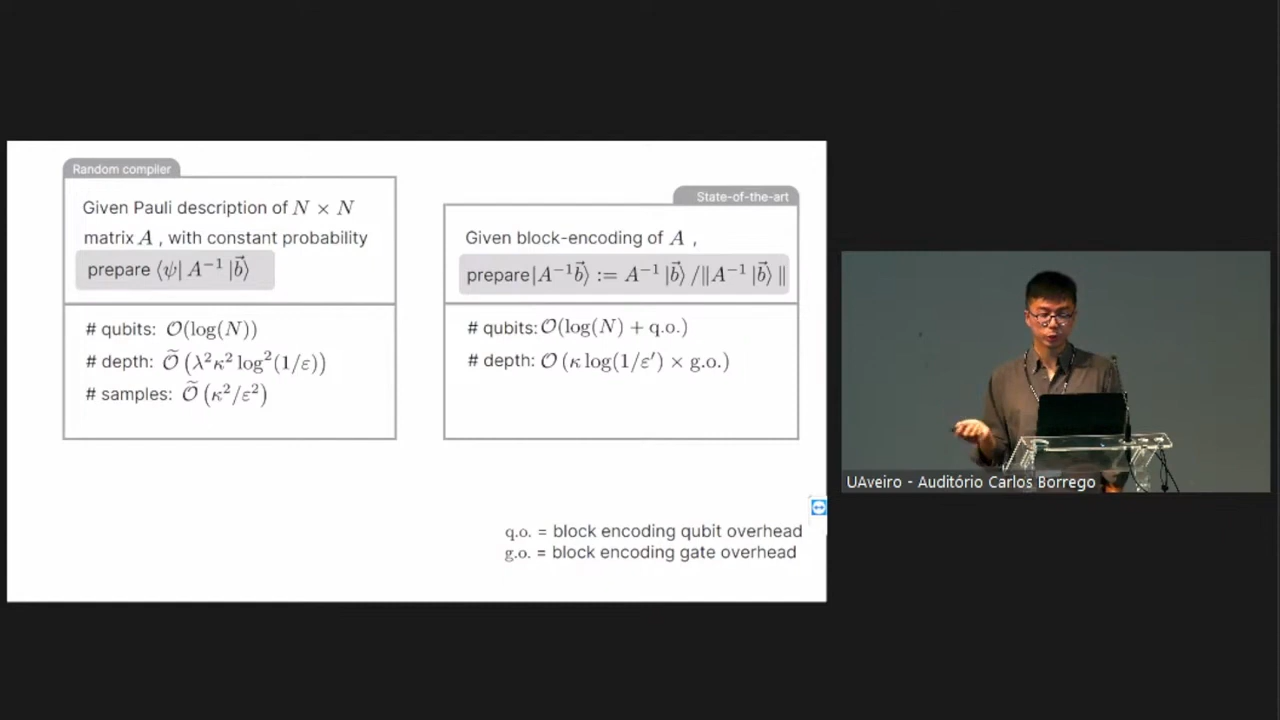 Random compiler
Given Pauli description of N × N
matrix A , with constant probability
prepare ⟨ψ| A⁻¹ |b⃗⟩
# qubits: O(log(N))
# depth: Õ (λ²κ² log²(1/ε))
# samples: Õ (κ²/ε²)
State-of-the-art
Given block-encoding of A ,
prepare |A⁻¹b⃗⟩ := A⁻¹ |b⃗⟩ /‖A⁻¹ |b⃗⟩ ‖
# qubits: O(log(N) + q.o.)
# depth: O (κ log(1/ε′) × g.o.)
q.o. = block encoding qubit overhead
g.o. = block encoding gate overhead
UAveiro - Auditório Carlos Borrego